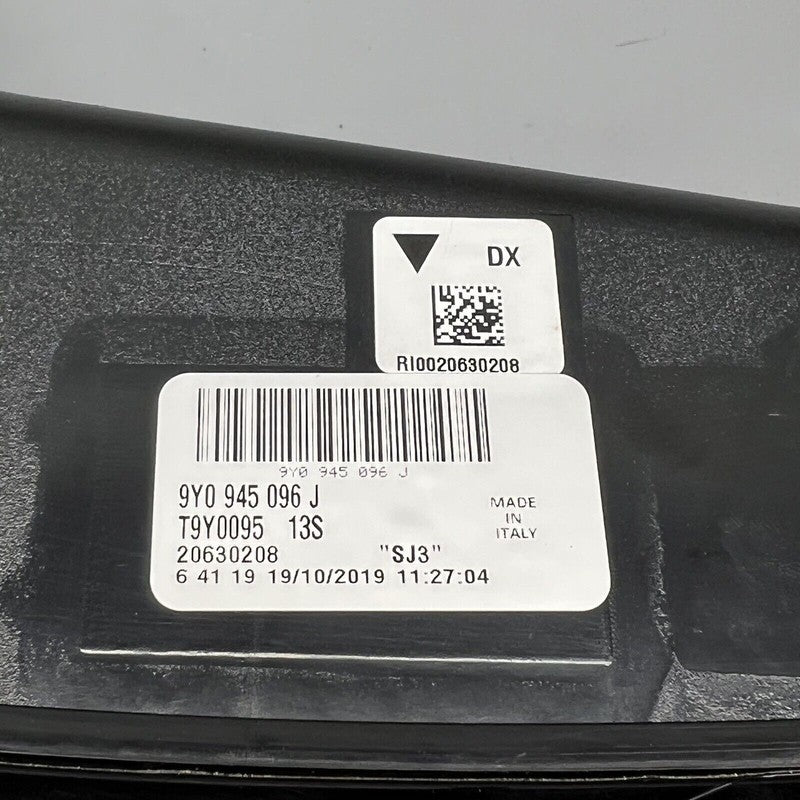 DX
RI0020630208
9Y0 945 096 J
9Y0 945 096 J
T9Y0095 13S
MADE
IN
ITALY
20630208 "SJ3"
6 41 19 19/10/2019 11:27:04